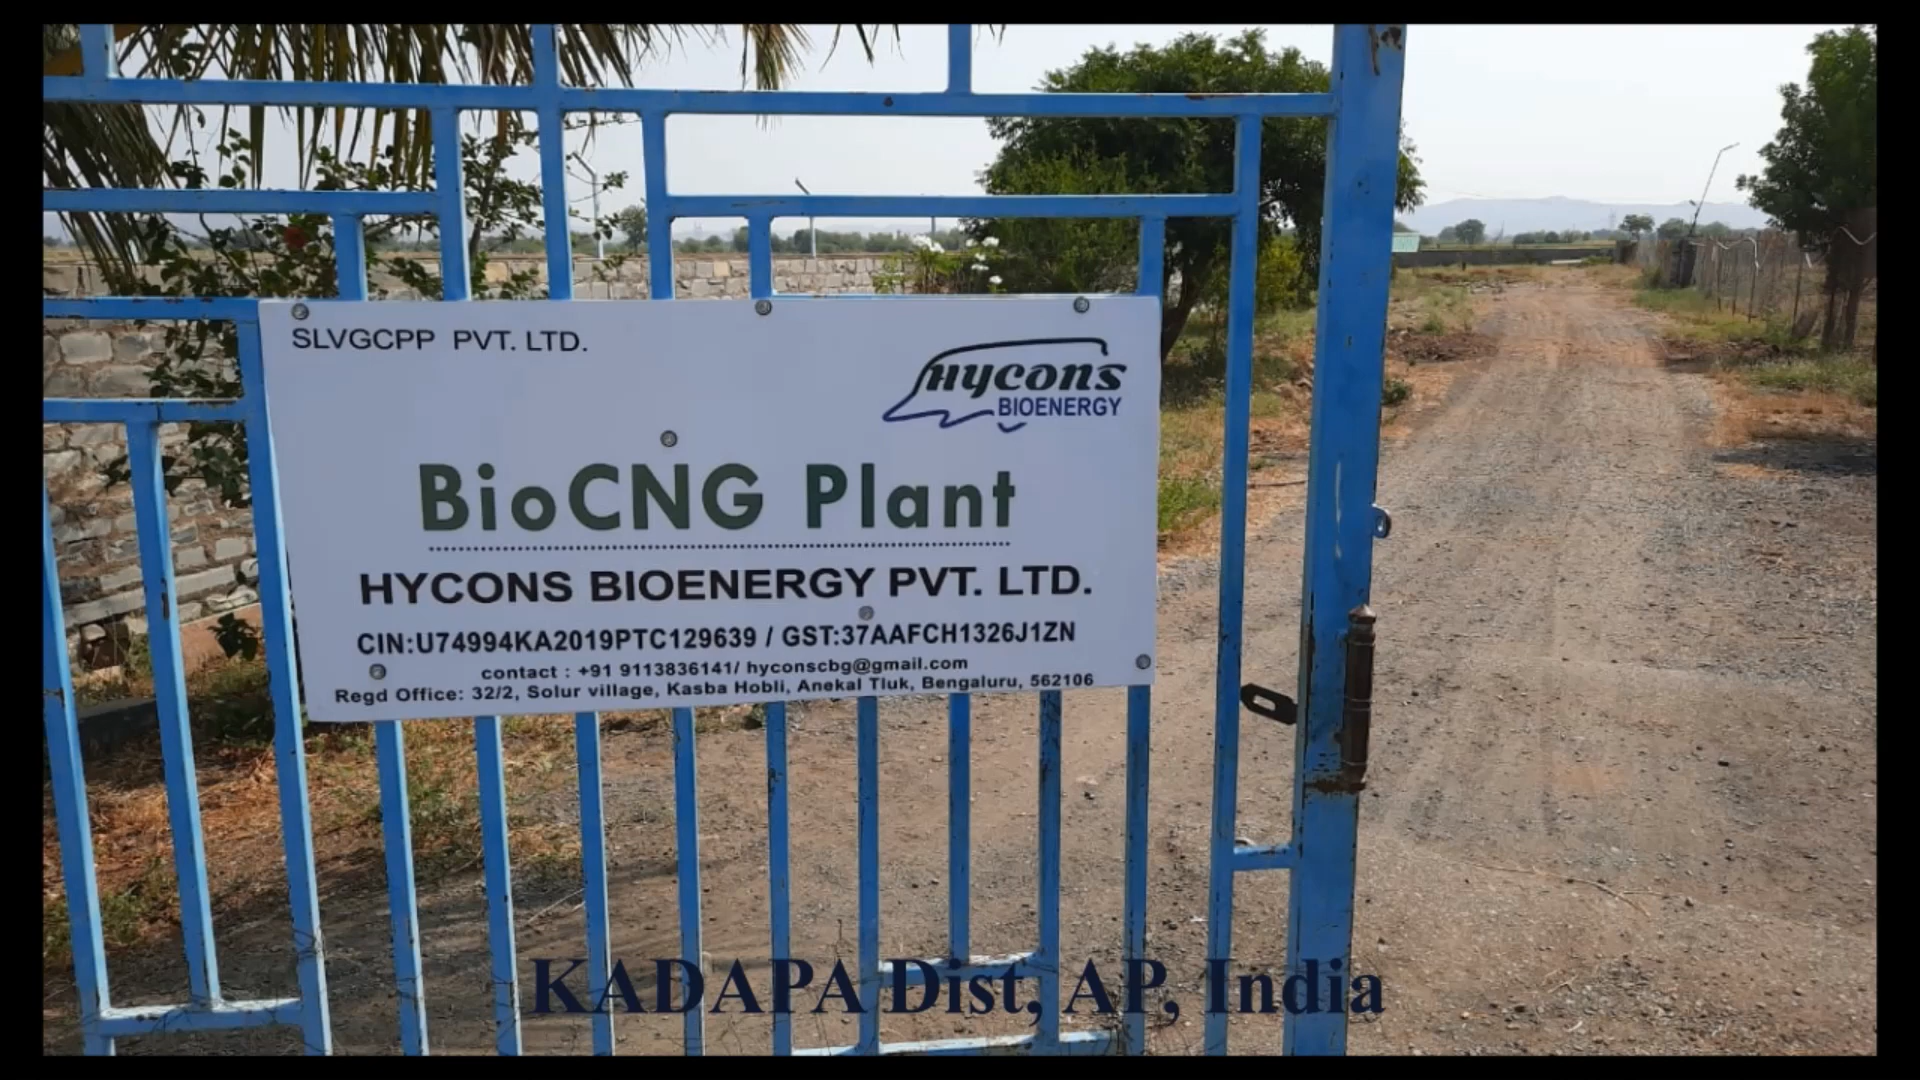 SLVGCPP PVT. LTD.
Hycons
BIOENERGY
BioCNG Plant
HYCONS BIOENERGY PVT. LTD.
CIN:U74994KA2019PTC129639 / GST:37AAFCH1326J1ZN
contact : +91 9113836141/ hyconscbg@gmail.com
Regd Office: 32/2, Solur village, Kasba Hobli, Anekal Tluk, Bengaluru, 562106
KADAPA Dist, AP, India